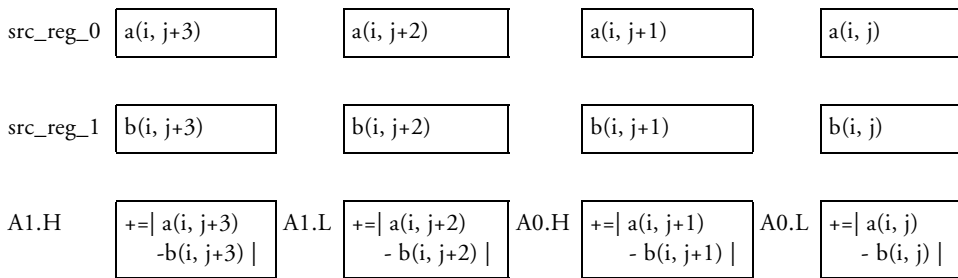 src_reg_0 a(i, j+3) a(i, j+2) a(i, j+1) a(i, j)
src_reg_1 b(i, j+3) b(i, j+2) b(i, j+1) b(i, j)
A1.H +=| a(i, j+3) A1.L +=| a(i, j+2) A0.H +=| a(i, j+1) A0.L +=| a(i, j)
-b(i, j+3) | - b(i, j+2) | - b(i, j+1) | - b(i, j) |